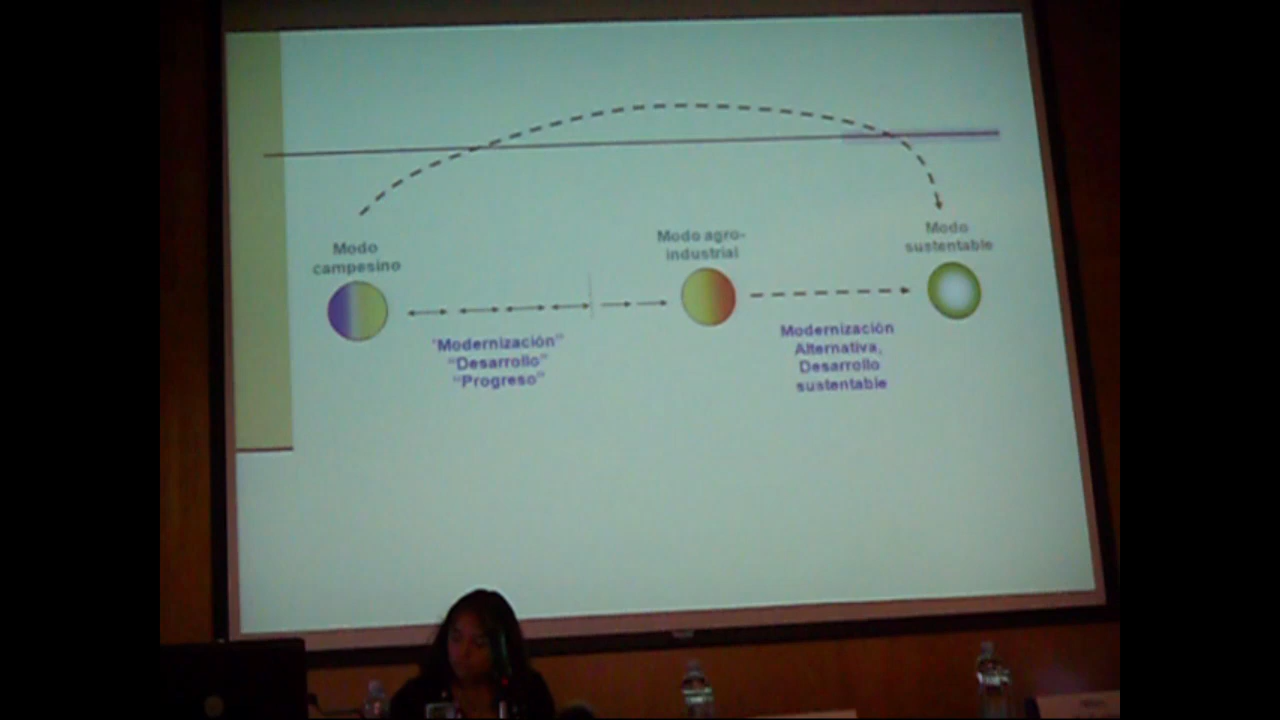 Modo
campesino
Modo agro-
industrial
Modo
sustentable
"Modernización"
"Desarrollo"
"Progreso"
Modernización
Alternativa,
Desarrollo
sustentable